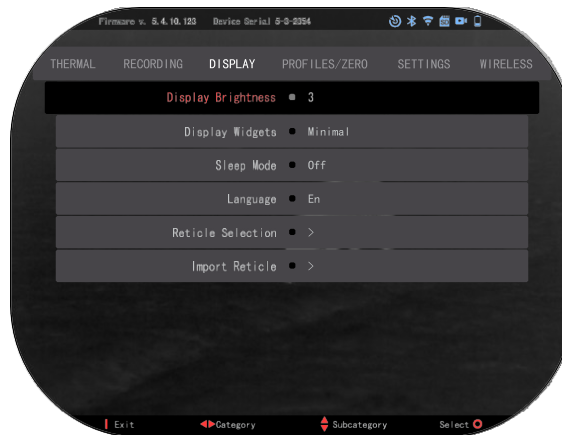 Firmware v. 5.4.10.123 Device Serial 5-3-2354
THERMAL RECORDING DISPLAY PROFILES/ZERO SETTINGS WIRELESS
Display Brightness 3
Display Widgets Minimal
Sleep Mode Off
Language En
Reticle Selection >
Import Reticle >
Exit Category Subcategory Select